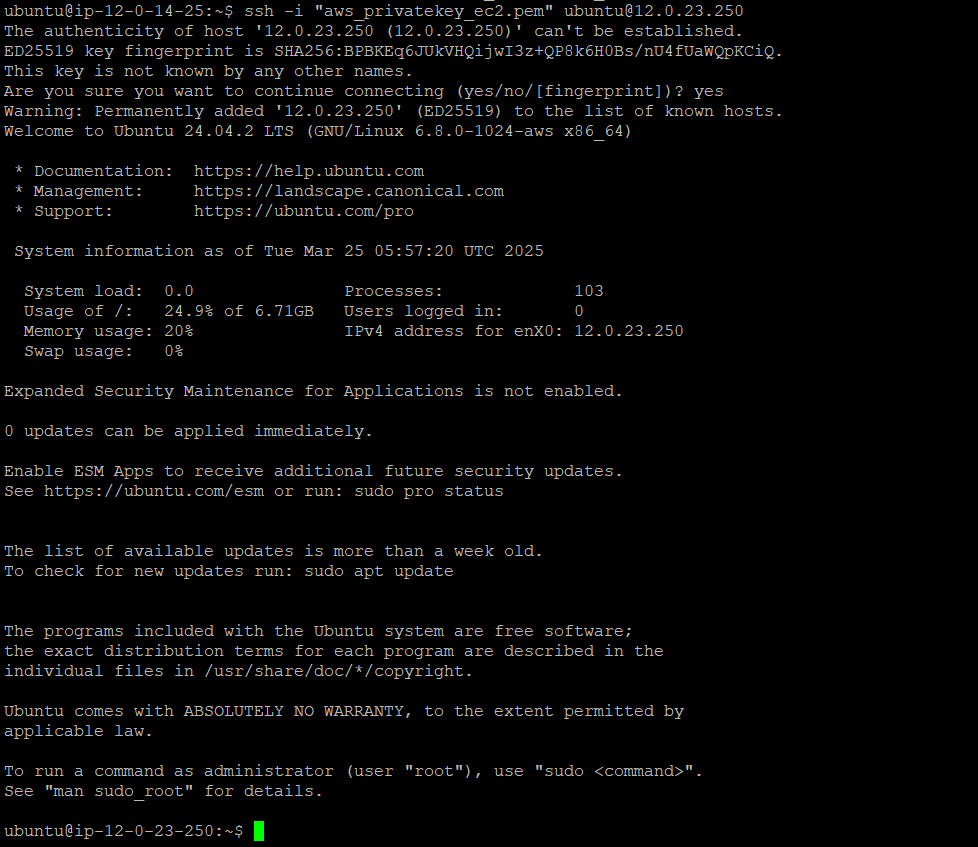 ubuntu@ip-12-0-14-25:~$ ssh -i "aws_privatekey_ec2.pem" ubuntu@12.0.23.250
The authenticity of host '12.0.23.250 (12.0.23.250)' can't be established.
ED25519 key fingerprint is SHA256:BPBKEq6JUkVHQijwI3z+QP8k6H0Bs/nU4fUaWQpKCiQ.
This key is not known by any other names.
Are you sure you want to continue connecting (yes/no/[fingerprint])? yes
Warning: Permanently added '12.0.23.250' (ED25519) to the list of known hosts.
Welcome to Ubuntu 24.04.2 LTS (GNU/Linux 6.8.0-1024-aws x86_64)
* Documentation:  https://help.ubuntu.com
* Management:     https://landscape.canonical.com
* Support:        https://ubuntu.com/pro
System information as of Tue Mar 25 05:57:20 UTC 2025
System load:  0.0               Processes:             103
Usage of /:   24.9% of 6.71GB   Users logged in:       0
Memory usage: 20%               IPv4 address for enX0: 12.0.23.250
Swap usage:   0%
Expanded Security Maintenance for Applications is not enabled.
0 updates can be applied immediately.
Enable ESM Apps to receive additional future security updates.
See https://ubuntu.com/esm or run: sudo pro status
The list of available updates is more than a week old.
To check for new updates run: sudo apt update
The programs included with the Ubuntu system are free software;
the exact distribution terms for each program are described in the
individual files in /usr/share/doc/*/copyright.
Ubuntu comes with ABSOLUTELY NO WARRANTY, to the extent permitted by
applicable law.
To run a command as administrator (user "root"), use "sudo <command>".
See "man sudo_root" for details.
ubuntu@ip-12-0-23-250:~$